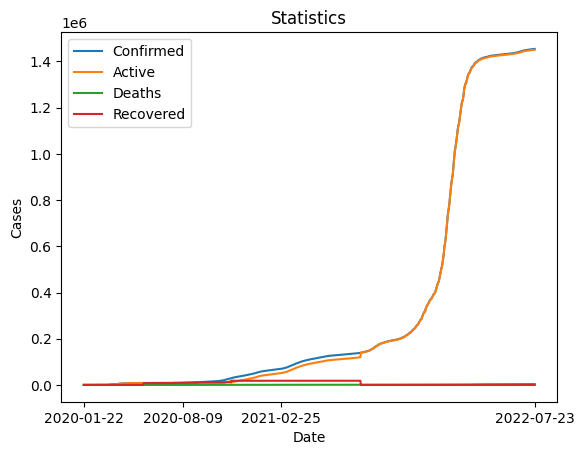 Statistics
1e6
Confirmed
Active
Deaths
Recovered
1.4
1.2
1.0
0.8
0.6
0.4
0.2
0.0
Cases
2020-01-22
2020-08-09
2021-02-25
2022-07-23
Date